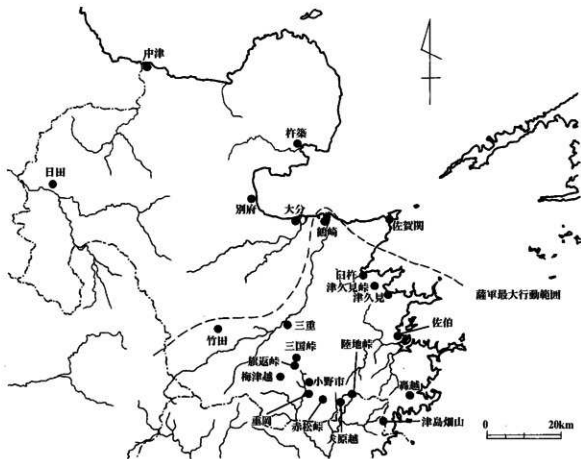 中津
杵築
日田
別府
大分
鶴崎
佐賀関
臼杵
津久見峠
津久見
薩軍最大行動範囲
竹田
三重
佐伯
三国峠
陸地峠
旅返峠
梅津越
小野市
重岡
赤松峠
大原越
津島畑山
20km
0